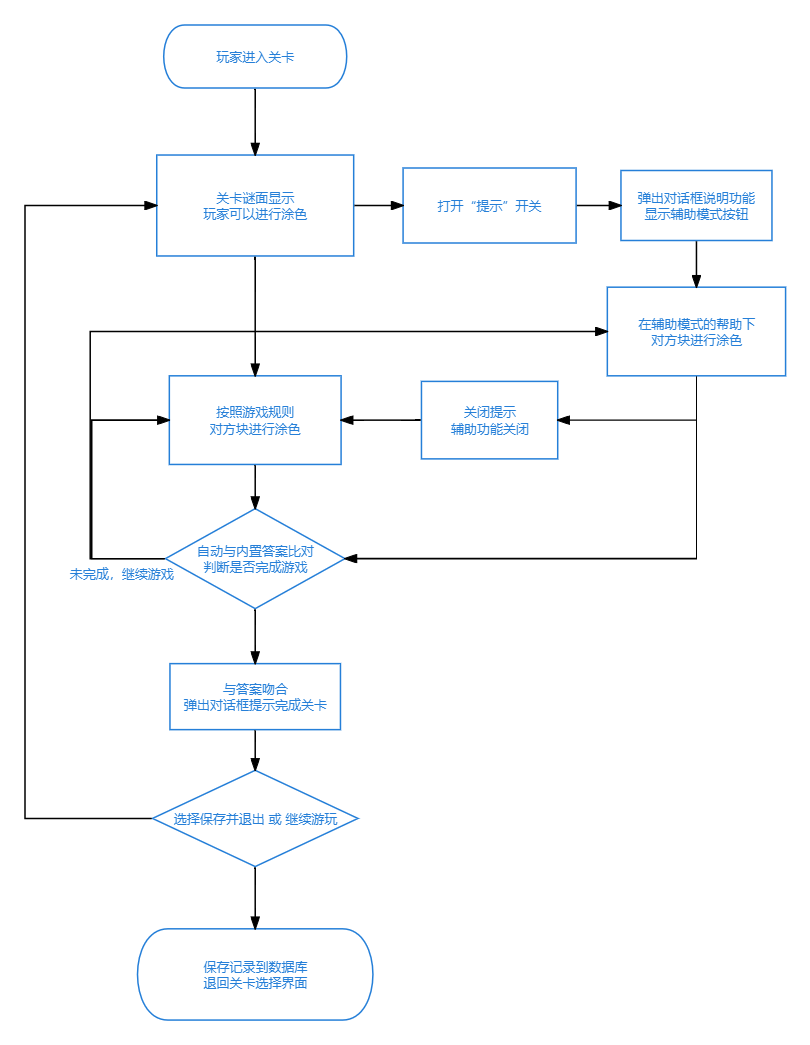 玩家进入关卡
关卡谜面显示
玩家可以进行涂色
打开“提示”开关
弹出对话框说明功能
显示辅助模式按钮
在辅助模式的帮助下
对方块进行涂色
按照游戏规则
对方块进行涂色
关闭提示
辅助功能关闭
自动与内置答案比对
判断是否完成游戏
未完成，继续游戏
与答案吻合
弹出对话框提示完成关卡
选择保存并退出 或 继续游玩
保存记录到数据库
退回关卡选择界面